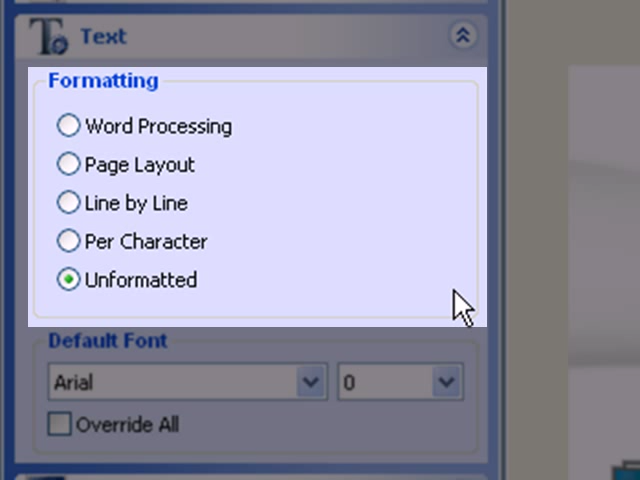 Text
Formatting
Word Processing
Page Layout
Line by Line
Per Character
Unformatted
Default Font
Arial
0
Override All